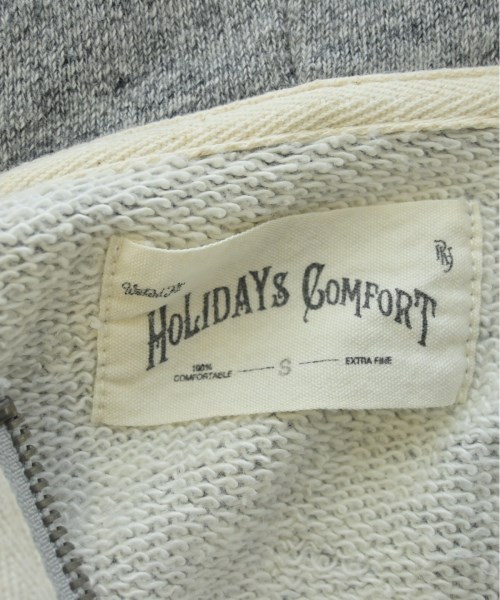 HOLIDAYS COMFORT
100% COMFORTABLE
S
EXTRA FINE